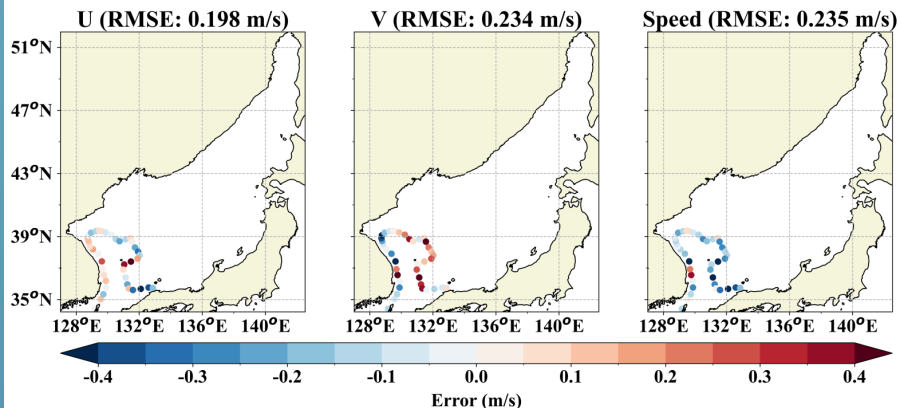 U (RMSE: 0.198 m/s)
V (RMSE: 0.234 m/s)
Speed (RMSE: 0.235 m/s)
51°N
47°N
43°N
39°N
35°N
128°E 132°E 136°E 140°E
128°E 132°E 136°E 140°E
128°E 132°E 136°E 140°E
-0.4 -0.3 -0.2 -0.1 0.0 0.1 0.2 0.3 0.4
Error (m/s)